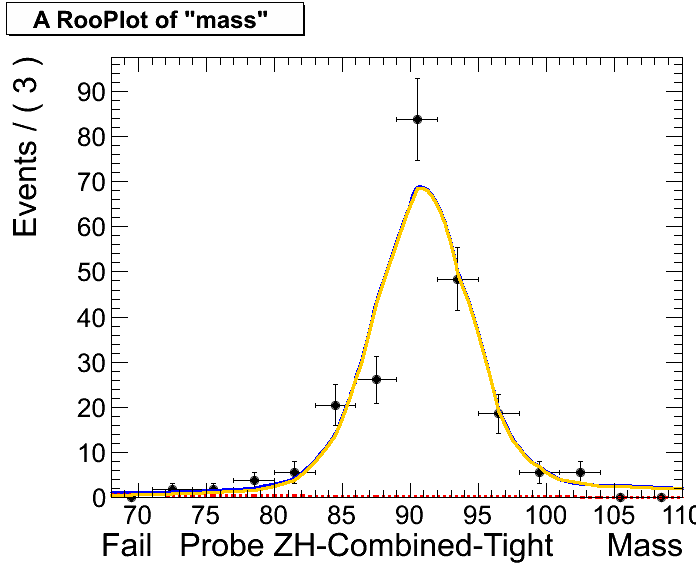 A RooPlot of "mass"
Events / ( 3 )
90
80
70
60
50
40
30
20
10
0
70 75 80 85 90 95 100 105 110
Fail Probe ZH-Combined-Tight Mass